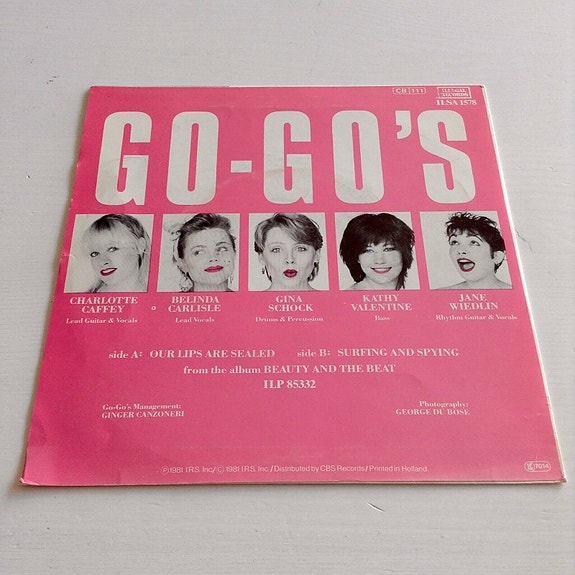 CB 111
ILLEGAL RECORDS
ILSA 1578
GO-GO'S
CHARLOTTE CAFFEY
Lead Guitar & Vocals
BELINDA CARLISLE
Lead Vocals
GINA SCHOCK
Drums & Percussion
KATHY VALENTINE
Bass
JANE WIEDLIN
Rhythm Guitar & Vocals
side A: OUR LIPS ARE SEALED side B: SURFING AND SPYING
from the album BEAUTY AND THE BEAT
ILP 85332
Go-Go's Management:
GINGER CANZONERI
Photography:
GEORGE DU BOSE
℗1981 I.R.S. Inc/© 1981 I.R.S. Inc./Distributed by CBS Records/Printed in Holland